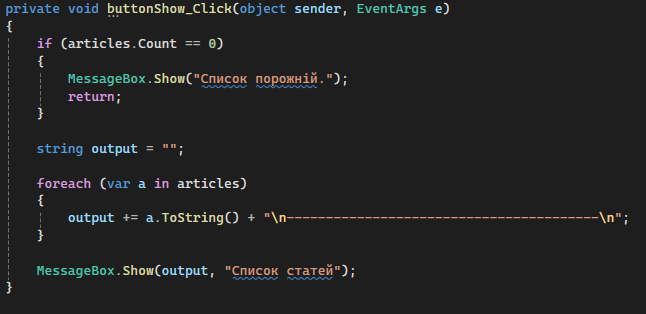 private void buttonShow_Click(object sender, EventArgs e)
{
    if (articles.Count == 0)
    {
        MessageBox.Show("Список порожній.");
        return;
    }

    string output = "";

    foreach (var a in articles)
    {
        output += a.ToString() + "\n----------------------------------------\n";
    }

    MessageBox.Show(output, "Список статей");
}